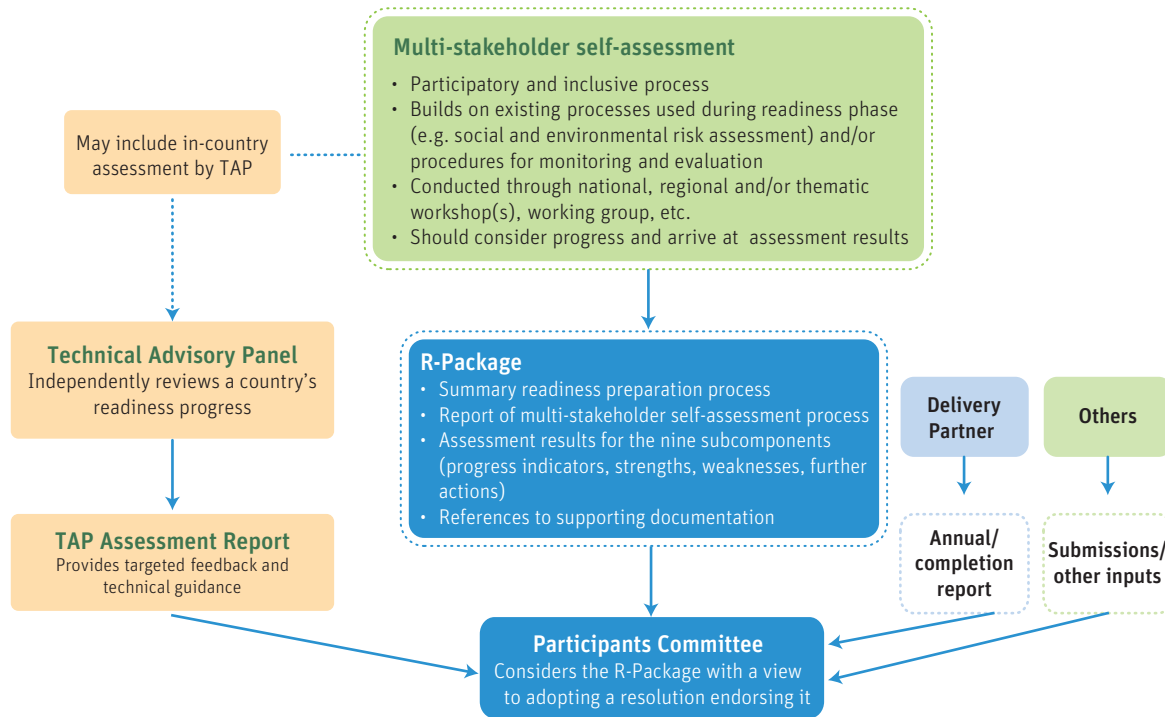 Multi-stakeholder self-assessment
• Participatory and inclusive process
• Builds on existing processes used during readiness phase
(e.g. social and environmental risk assessment) and/or
procedures for monitoring and evaluation
• Conducted through national, regional and/or thematic
workshop(s), working group, etc.
• Should consider progress and arrive at assessment results
May include in-country
assessment by TAP
Technical Advisory Panel
Independently reviews a country's
readiness progress
R-Package
• Summary readiness preparation process
• Report of multi-stakeholder self-assessment process
• Assessment results for the nine subcomponents
(progress indicators, strengths, weaknesses, further
actions)
• References to supporting documentation
Delivery
Partner
Others
TAP Assessment Report
Provides targeted feedback and
technical guidance
Annual/
completion
report
Submissions/
other inputs
Participants Committee
Considers the R-Package with a view
to adopting a resolution endorsing it